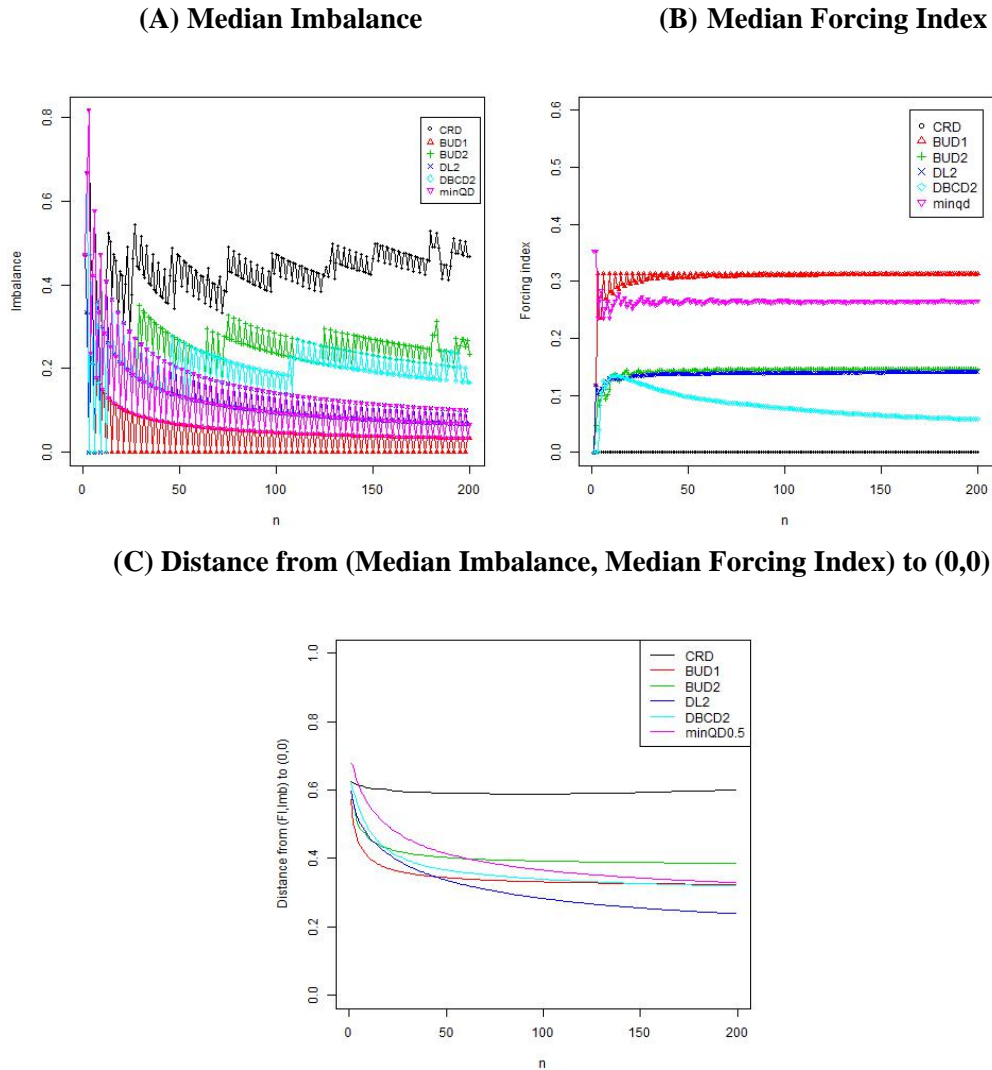 (A) Median Imbalance
(B) Median Forcing Index
Imbalance
0.0
0.2
0.4
0.6
0.8
CRD
BUD1
BUD2
DL2
DBCD2
minQD
0
50
100
150
200
n
Forcing index
0.0
0.1
0.2
0.3
0.4
0.5
0.6
CRD
BUD1
BUD2
DL2
DBCD2
minqd
0
50
100
150
200
n
(C) Distance from (Median Imbalance, Median Forcing Index) to (0,0)
Distance from (FI,Imb) to (0,0)
0.0
0.2
0.4
0.6
0.8
1.0
CRD
BUD1
BUD2
DL2
DBCD2
minQD0.5
0
50
100
150
200
n